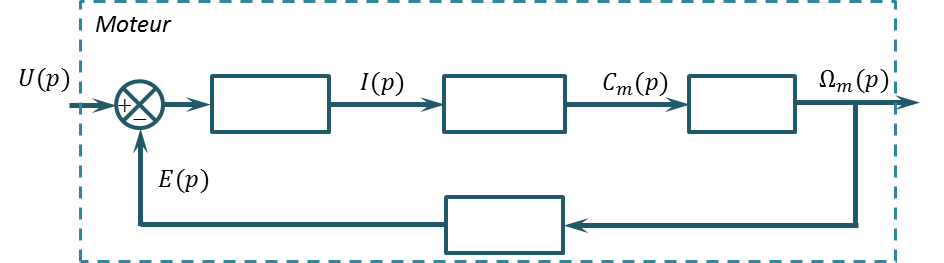 Moteur
U(p)
I(p)
C_m(p)
Ω_m(p)
+
−
E(p)